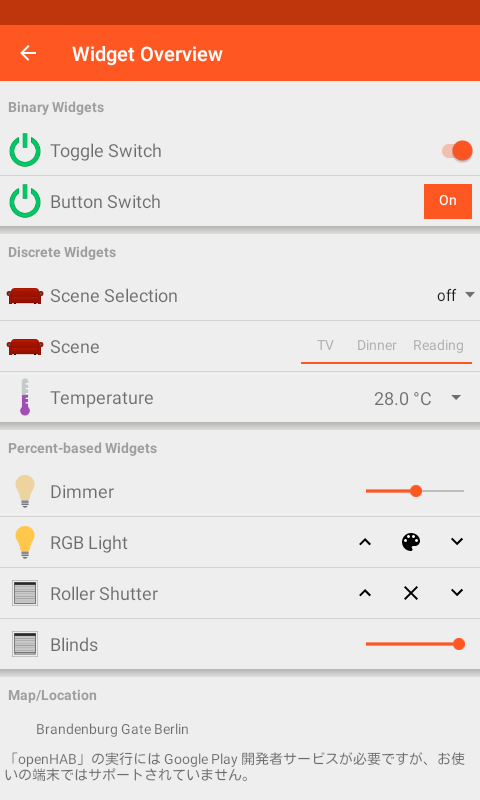 Widget Overview
Binary Widgets
Toggle Switch
Button Switch
On
Discrete Widgets
Scene Selection
off
Scene
TV Dinner Reading
Temperature
28.0 °C
Percent-based Widgets
Dimmer
RGB Light
Roller Shutter
Blinds
Map/Location
Brandenburg Gate Berlin
「openHAB」の実行には Google Play 開発者サービスが必要ですが、お使
いの端末ではサポートされていません。